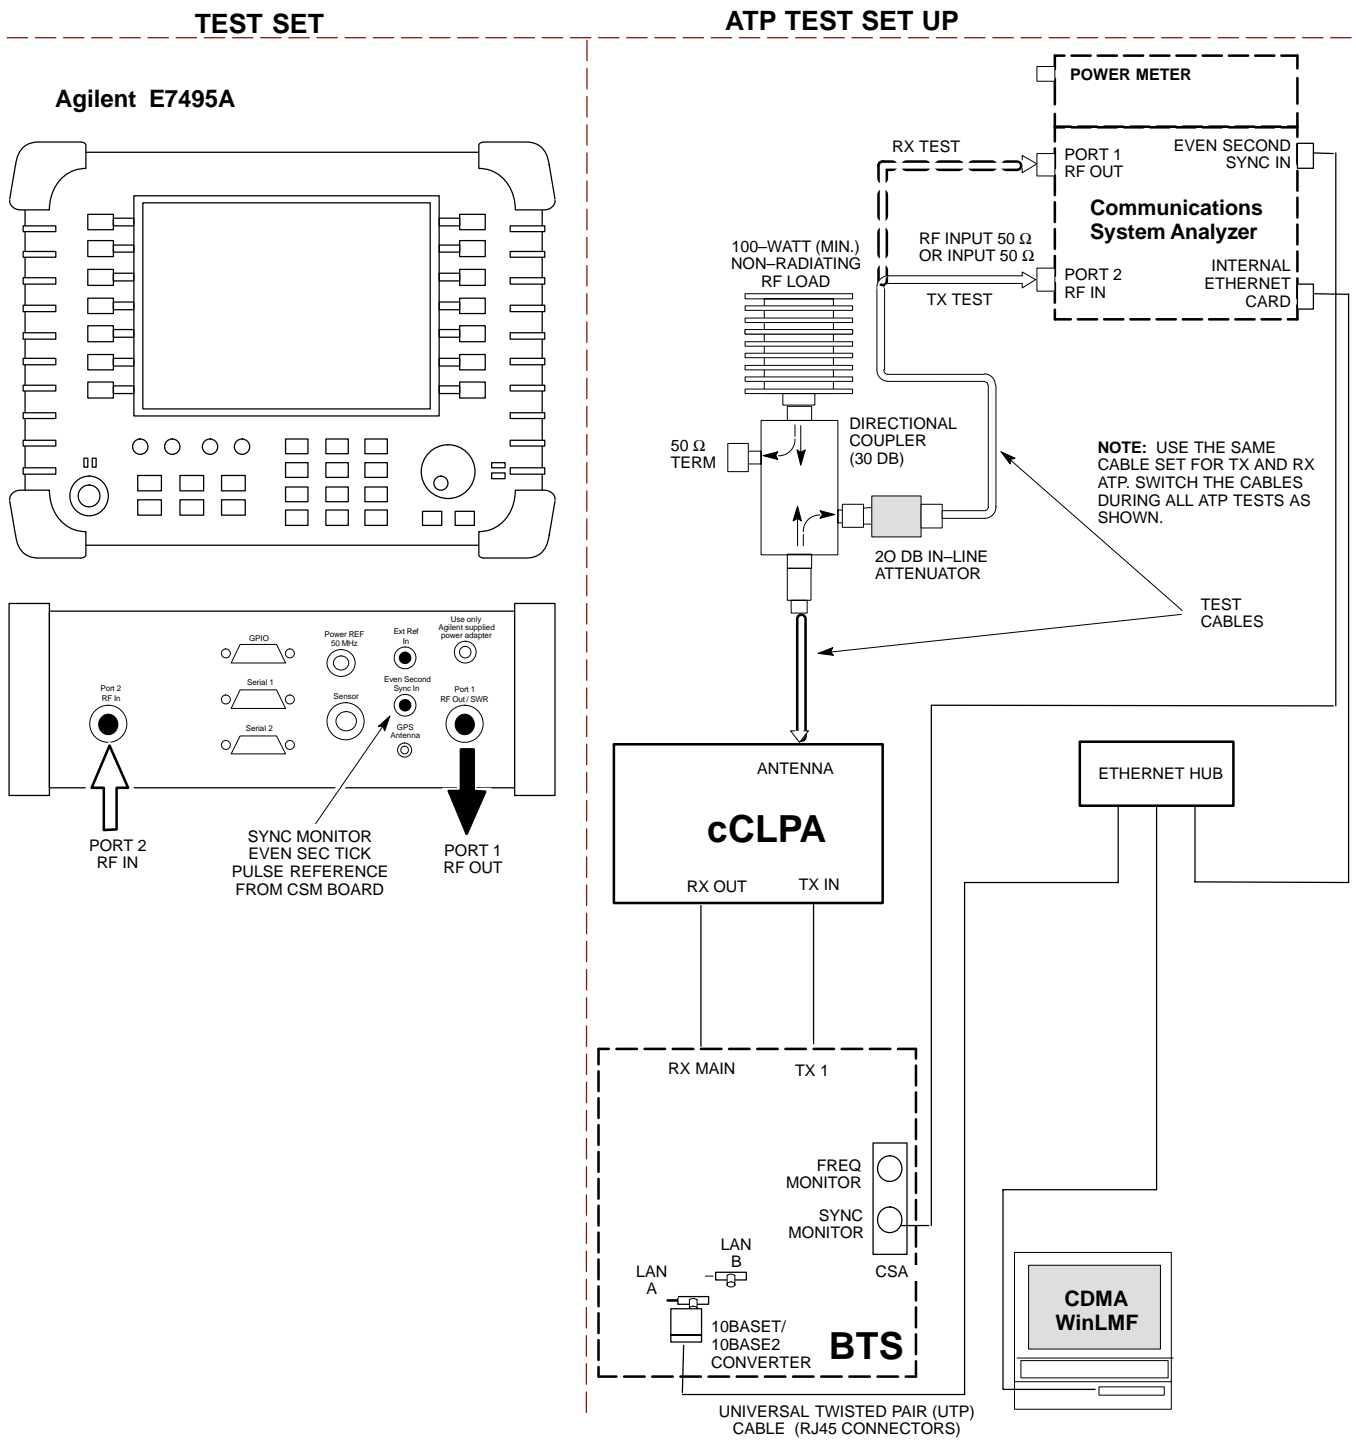 TEST SET
ATP TEST SET UP
Agilent E7495A
POWER METER
RX TEST
PORT 1
RF OUT
EVEN SECOND
SYNC IN
Communications
System Analyzer
100–WATT (MIN.)
NON–RADIATING
RF LOAD
RF INPUT 50 Ω
OR INPUT 50 Ω
TX TEST
PORT 2
RF IN
INTERNAL
ETHERNET
CARD
50 Ω
TERM
DIRECTIONAL
COUPLER
(30 DB)
NOTE: USE THE SAME
CABLE SET FOR TX AND RX
ATP. SWITCH THE CABLES
DURING ALL ATP TESTS AS
SHOWN.
2O DB IN–LINE
ATTENUATOR
TEST
CABLES
GPIO
Power REF
50 MHz
Ext Ref
In
Use only
Agilent supplied
power adapter
Port 2
RF In
Serial 1
Sensor
Even Second
Sync In
Port 1
RF Out / SWR
Serial 2
GPS
Antenna
PORT 2
RF IN
SYNC MONITOR
EVEN SEC TICK
PULSE REFERENCE
FROM CSM BOARD
PORT 1
RF OUT
ANTENNA
cCLPA
RX OUT
TX IN
ETHERNET HUB
RX MAIN
TX 1
FREQ
MONITOR
SYNC
MONITOR
CSA
LAN
B
LAN
A
10BASET/
10BASE2
CONVERTER
BTS
CDMA
WinLMF
UNIVERSAL TWISTED PAIR (UTP)
CABLE (RJ45 CONNECTORS)